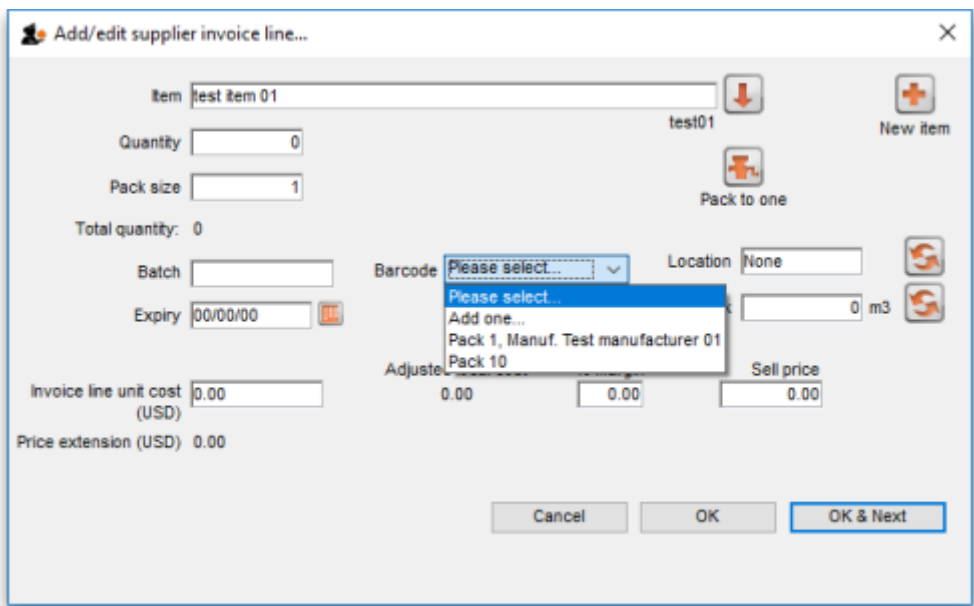 Add/edit supplier invoice line...
Item test item 01
test01
New item
Quantity 0
Pack size 1
Pack to one
Total quantity: 0
Batch
Barcode Please select...
Location None
Expiry 00/00/00
0 m3
Please select...
Add one...
Pack 1, Manuf. Test manufacturer 01
Pack 10
Sell price
Invoice line unit cost (USD) 0.00
0.00
0.00
0.00
Price extension (USD) 0.00
Cancel
OK
OK & Next